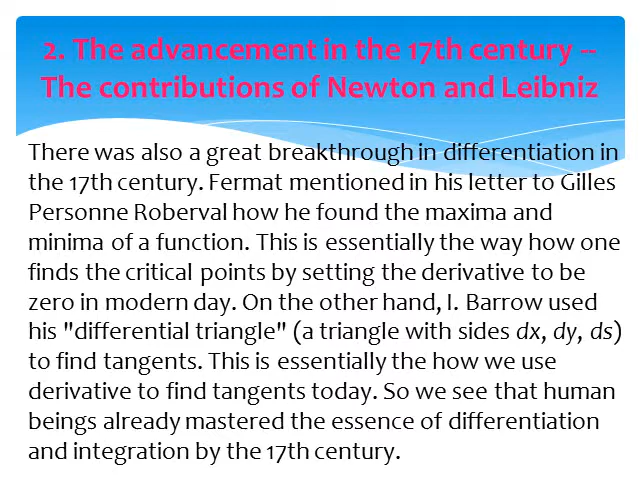 2. The advancement in the 17th century --
The contributions of Newton and Leibniz
There was also a great breakthrough in differentiation in
the 17th century. Fermat mentioned in his letter to Gilles
Personne Roberval how he found the maxima and
minima of a function. This is essentially the way how one
finds the critical points by setting the derivative to be
zero in modern day. On the other hand, I. Barrow used
his "differential triangle" (a triangle with sides dx, dy, ds)
to find tangents. This is essentially the how we use
derivative to find tangents today. So we see that human
beings already mastered the essence of differentiation
and integration by the 17th century.